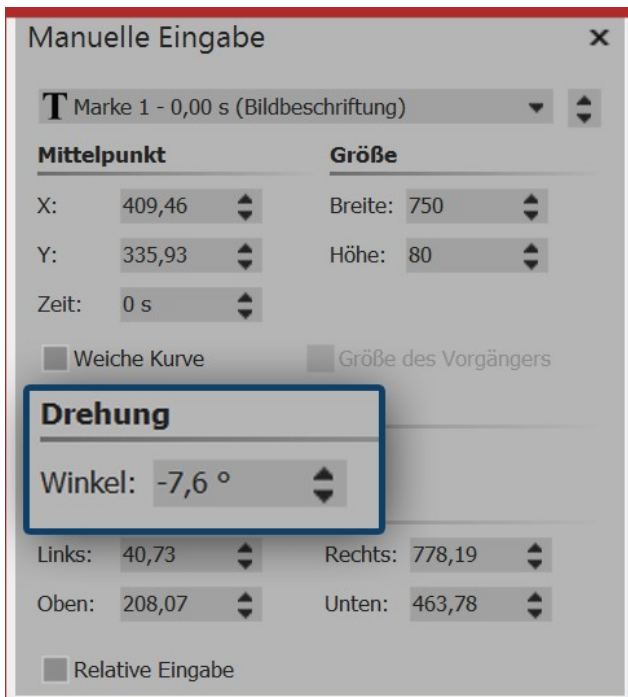 Manuelle Eingabe
T Marke 1 - 0,00 s (Bildbeschriftung)
Mittelpunkt Größe
X: 409,46 Breite: 750
Y: 335,93 Höhe: 80
Zeit: 0 s
Weiche Kurve Größe des Vorgängers
Drehung
Winkel: -7,6 °
Links: 40,73 Rechts: 778,19
Oben: 208,07 Unten: 463,78
Relative Eingabe